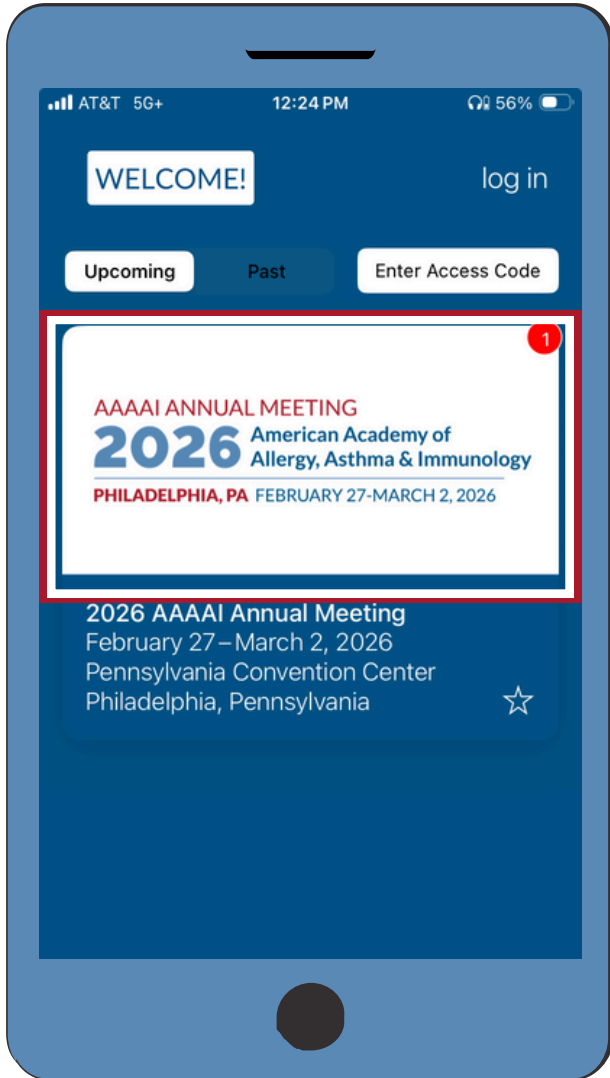 AT&T 5G+ 12:24 PM 56%
WELCOME! log in
Upcoming Past Enter Access Code
1
AAAAI ANNUAL MEETING
2026 American Academy of
Allergy, Asthma & Immunology
PHILADELPHIA, PA FEBRUARY 27-MARCH 2, 2026
2026 AAAAI Annual Meeting
February 27–March 2, 2026
Pennsylvania Convention Center
Philadelphia, Pennsylvania